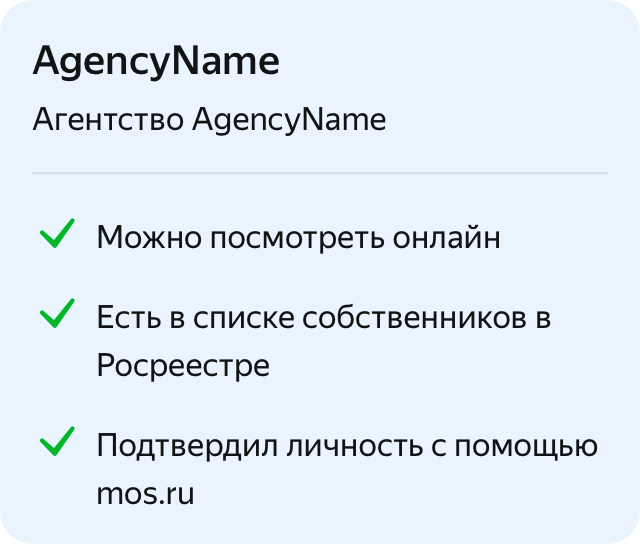 AgencyName
Агентство AgencyName
Можно посмотреть онлайн
Есть в списке собственников в
Росреестре
Подтвердил личность с помощью
mos.ru